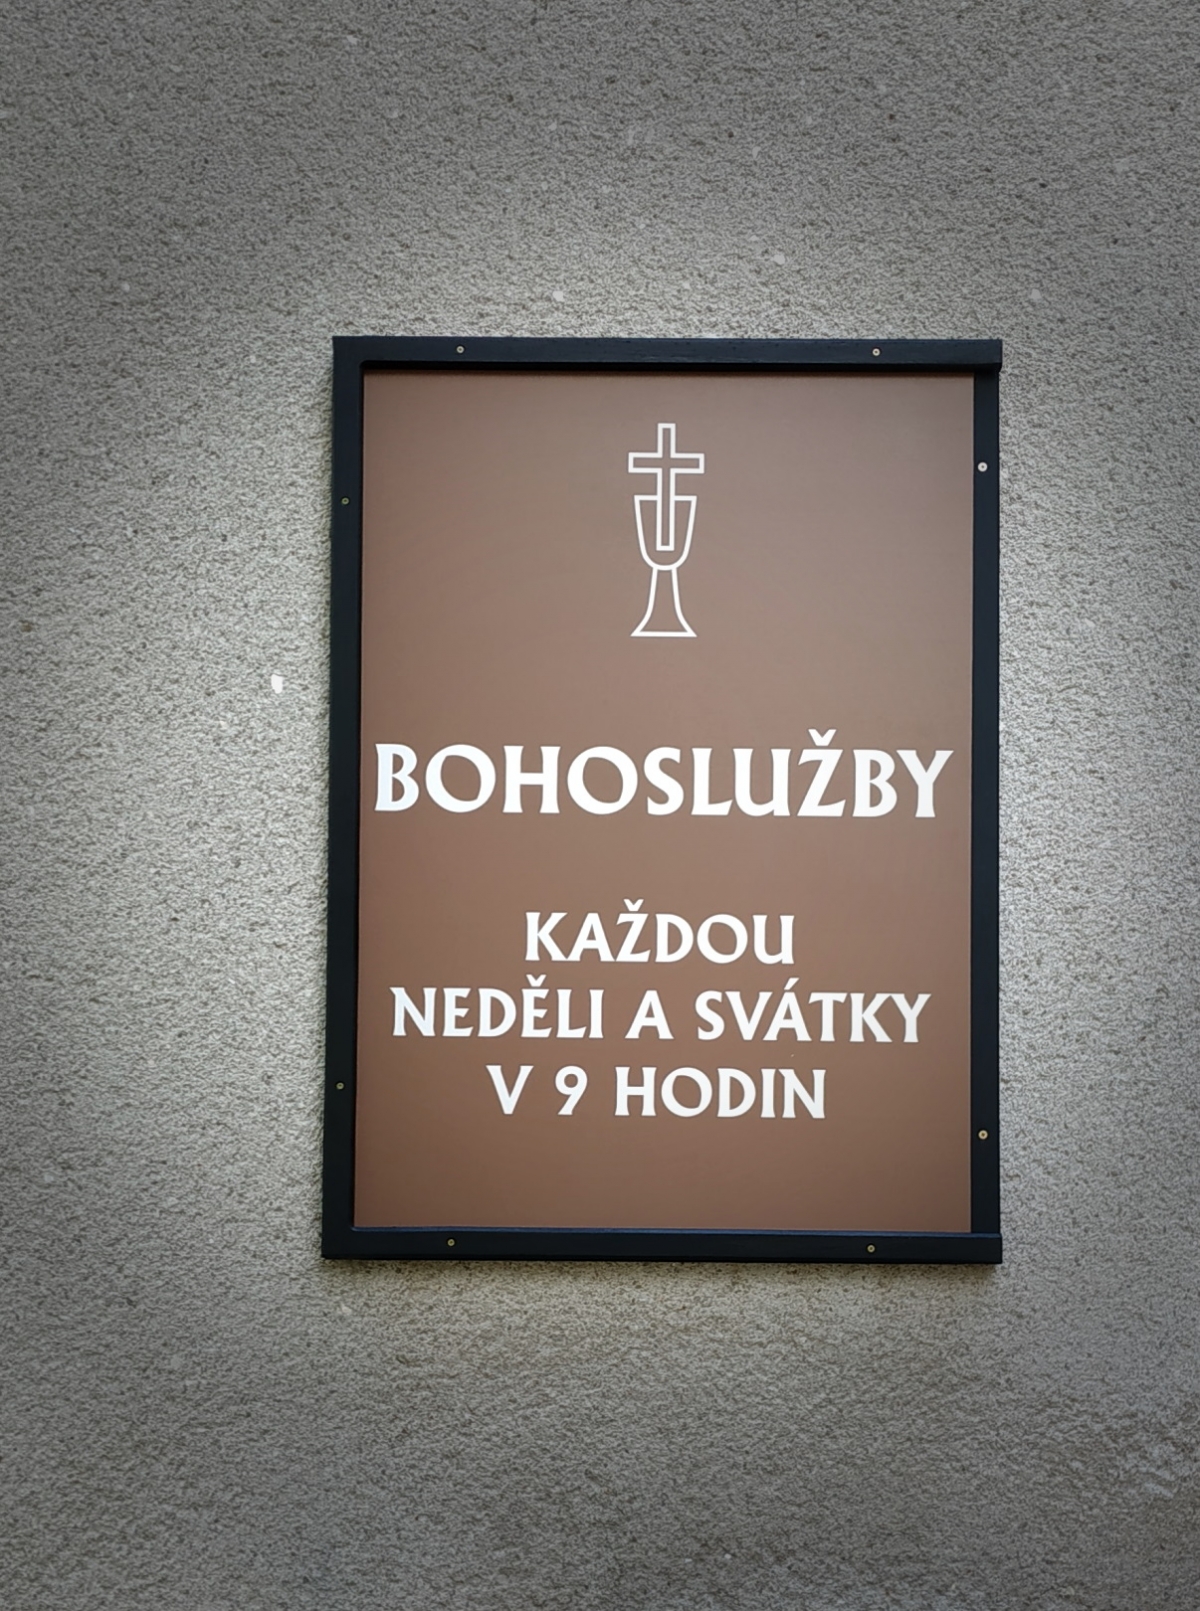 BOHOSLUŽBY
KAŽDOU
NEDĚLI A SVÁTKY
V 9 HODIN